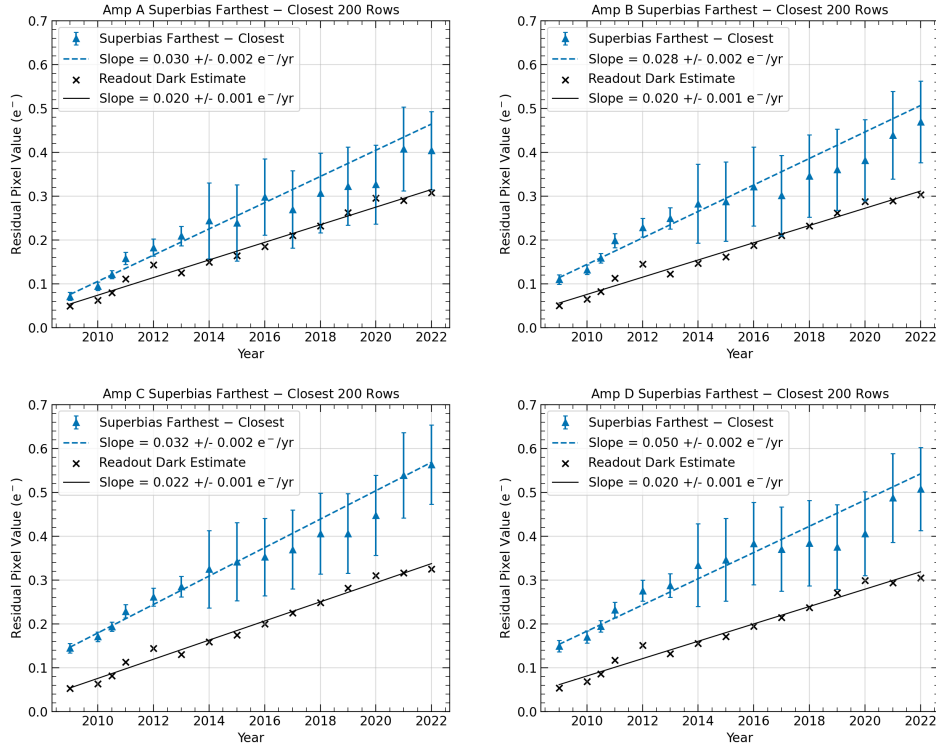 Amp A Superbias Farthest − Closest 200 Rows
Residual Pixel Value (e⁻)
0.7
0.6
0.5
0.4
0.3
0.2
0.1
0.0
Superbias Farthest − Closest
Slope = 0.030 +/- 0.002 e⁻/yr
Readout Dark Estimate
Slope = 0.020 +/- 0.001 e⁻/yr
2010 2012 2014 2016 2018 2020 2022
Year
Amp B Superbias Farthest − Closest 200 Rows
Residual Pixel Value (e⁻)
0.7
0.6
0.5
0.4
0.3
0.2
0.1
0.0
Superbias Farthest − Closest
Slope = 0.028 +/- 0.002 e⁻/yr
Readout Dark Estimate
Slope = 0.020 +/- 0.001 e⁻/yr
2010 2012 2014 2016 2018 2020 2022
Year
Amp C Superbias Farthest − Closest 200 Rows
Residual Pixel Value (e⁻)
0.7
0.6
0.5
0.4
0.3
0.2
0.1
0.0
Superbias Farthest − Closest
Slope = 0.032 +/- 0.002 e⁻/yr
Readout Dark Estimate
Slope = 0.022 +/- 0.001 e⁻/yr
2010 2012 2014 2016 2018 2020 2022
Year
Amp D Superbias Farthest − Closest 200 Rows
Residual Pixel Value (e⁻)
0.7
0.6
0.5
0.4
0.3
0.2
0.1
0.0
Superbias Farthest − Closest
Slope = 0.050 +/- 0.002 e⁻/yr
Readout Dark Estimate
Slope = 0.020 +/- 0.001 e⁻/yr
2010 2012 2014 2016 2018 2020 2022
Year